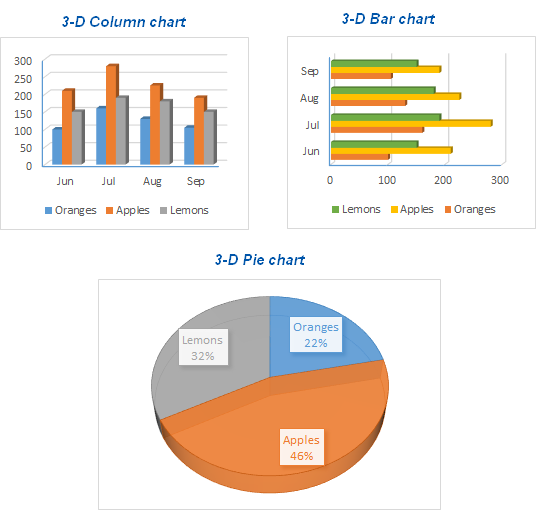 3-D Column chart
300
250
200
150
100
50
0
Jun Jul Aug Sep
Oranges Apples Lemons
3-D Bar chart
Sep
Aug
Jul
Jun
0 100 200 300
Lemons Apples Oranges
3-D Pie chart
Oranges
22%
Lemons
32%
Apples
46%